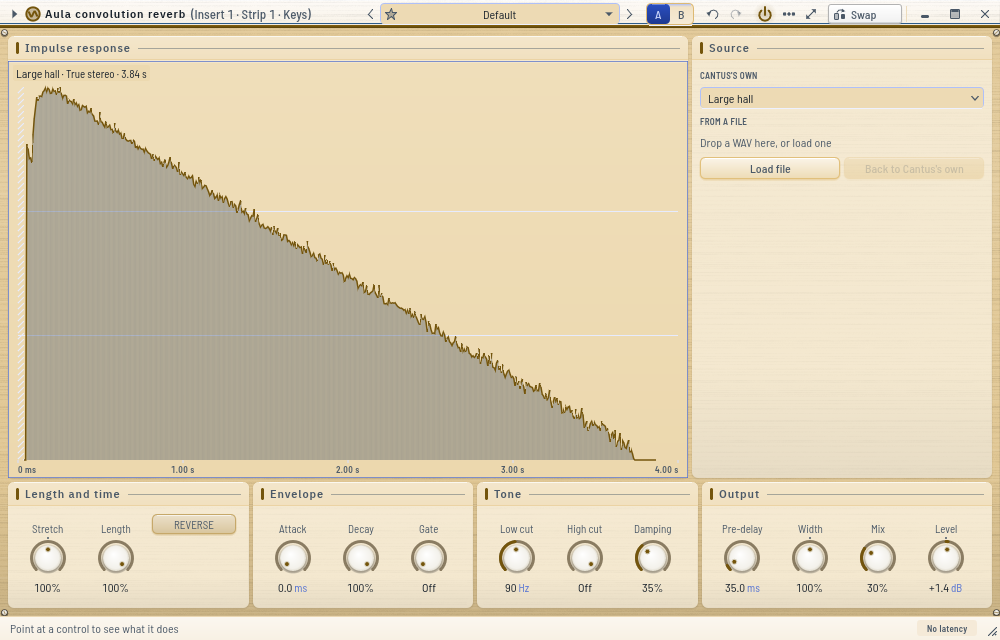 Aula convolution reverb (Insert 1 · Strip 1 · Keys)
Default
A B
Swap
Impulse response
Large hall · True stereo · 3.84 s
0 ms 1.00 s 2.00 s 3.00 s 4.00 s
Source
CANTUS'S OWN
Large hall
FROM A FILE
Drop a WAV here, or load one
Load file Back to Cantus's own
Length and time
Stretch Length REVERSE
100% 100%
Envelope
Attack Decay Gate
0.0 ms 100% Off
Tone
Low cut High cut Damping
90 Hz Off 35%
Output
Pre-delay Width Mix Level
35.0 ms 100% 30% +1.4 dB
Point at a control to see what it does
No latency